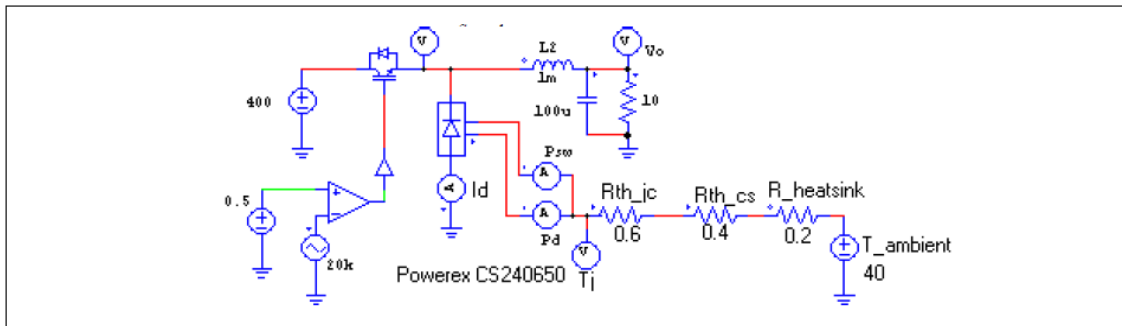 V
V
Vo
L2
1m
400
100u
10
A
Id
Psw
A
A
Pd
0.5
+
20k
Rth_jc
0.6
Rth_cs
0.4
R_heatsink
0.2
T_ambient
40
V
Tj
Powerex CS240650